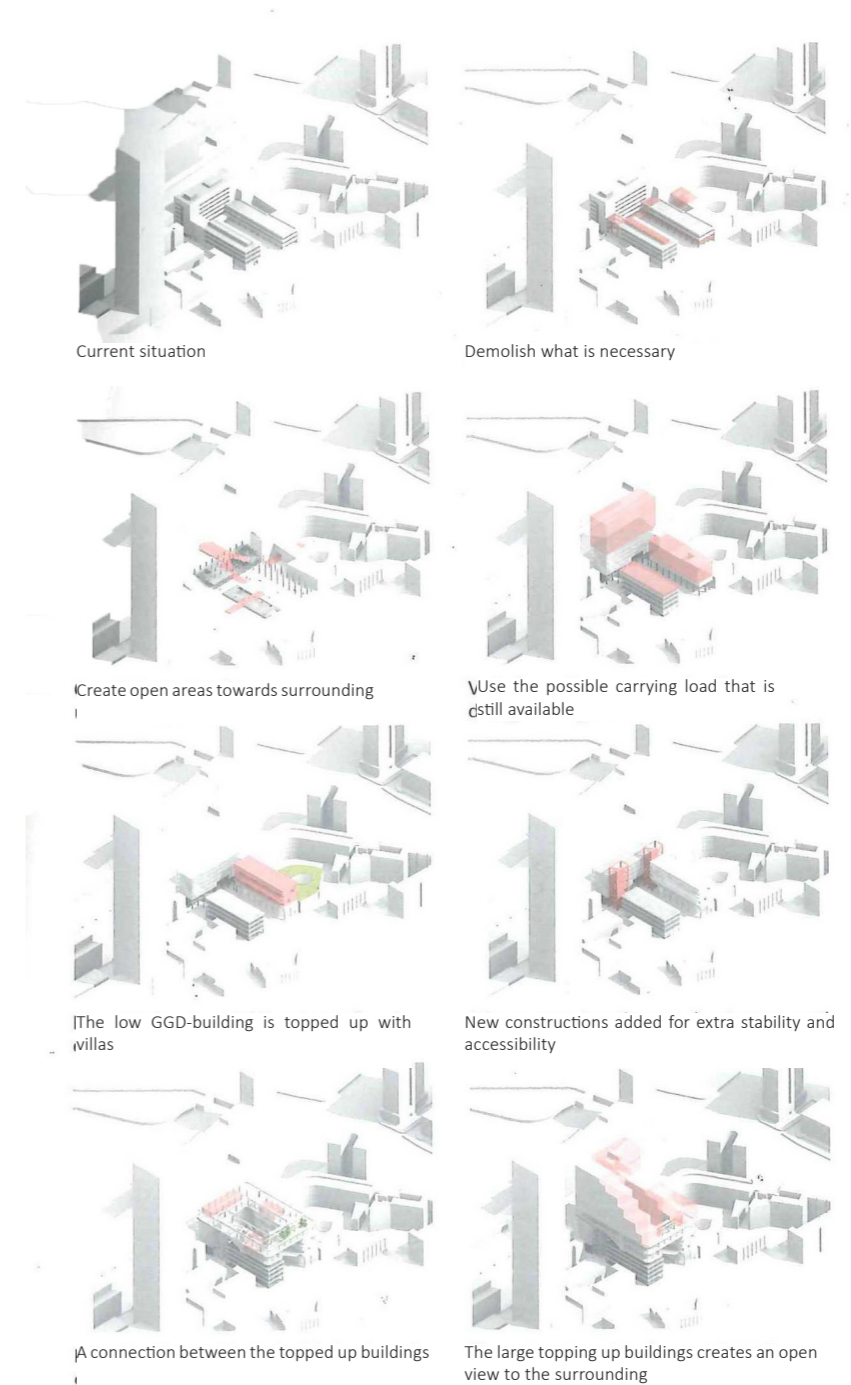 Current situation
Demolish what is necessary
Create open areas towards surrounding
Use the possible carrying load that is
still available
The low GGD-building is topped up with
villas
New constructions added for extra stability and
accessibility
A connection between the topped up buildings
The large topping up buildings creates an open
view to the surrounding